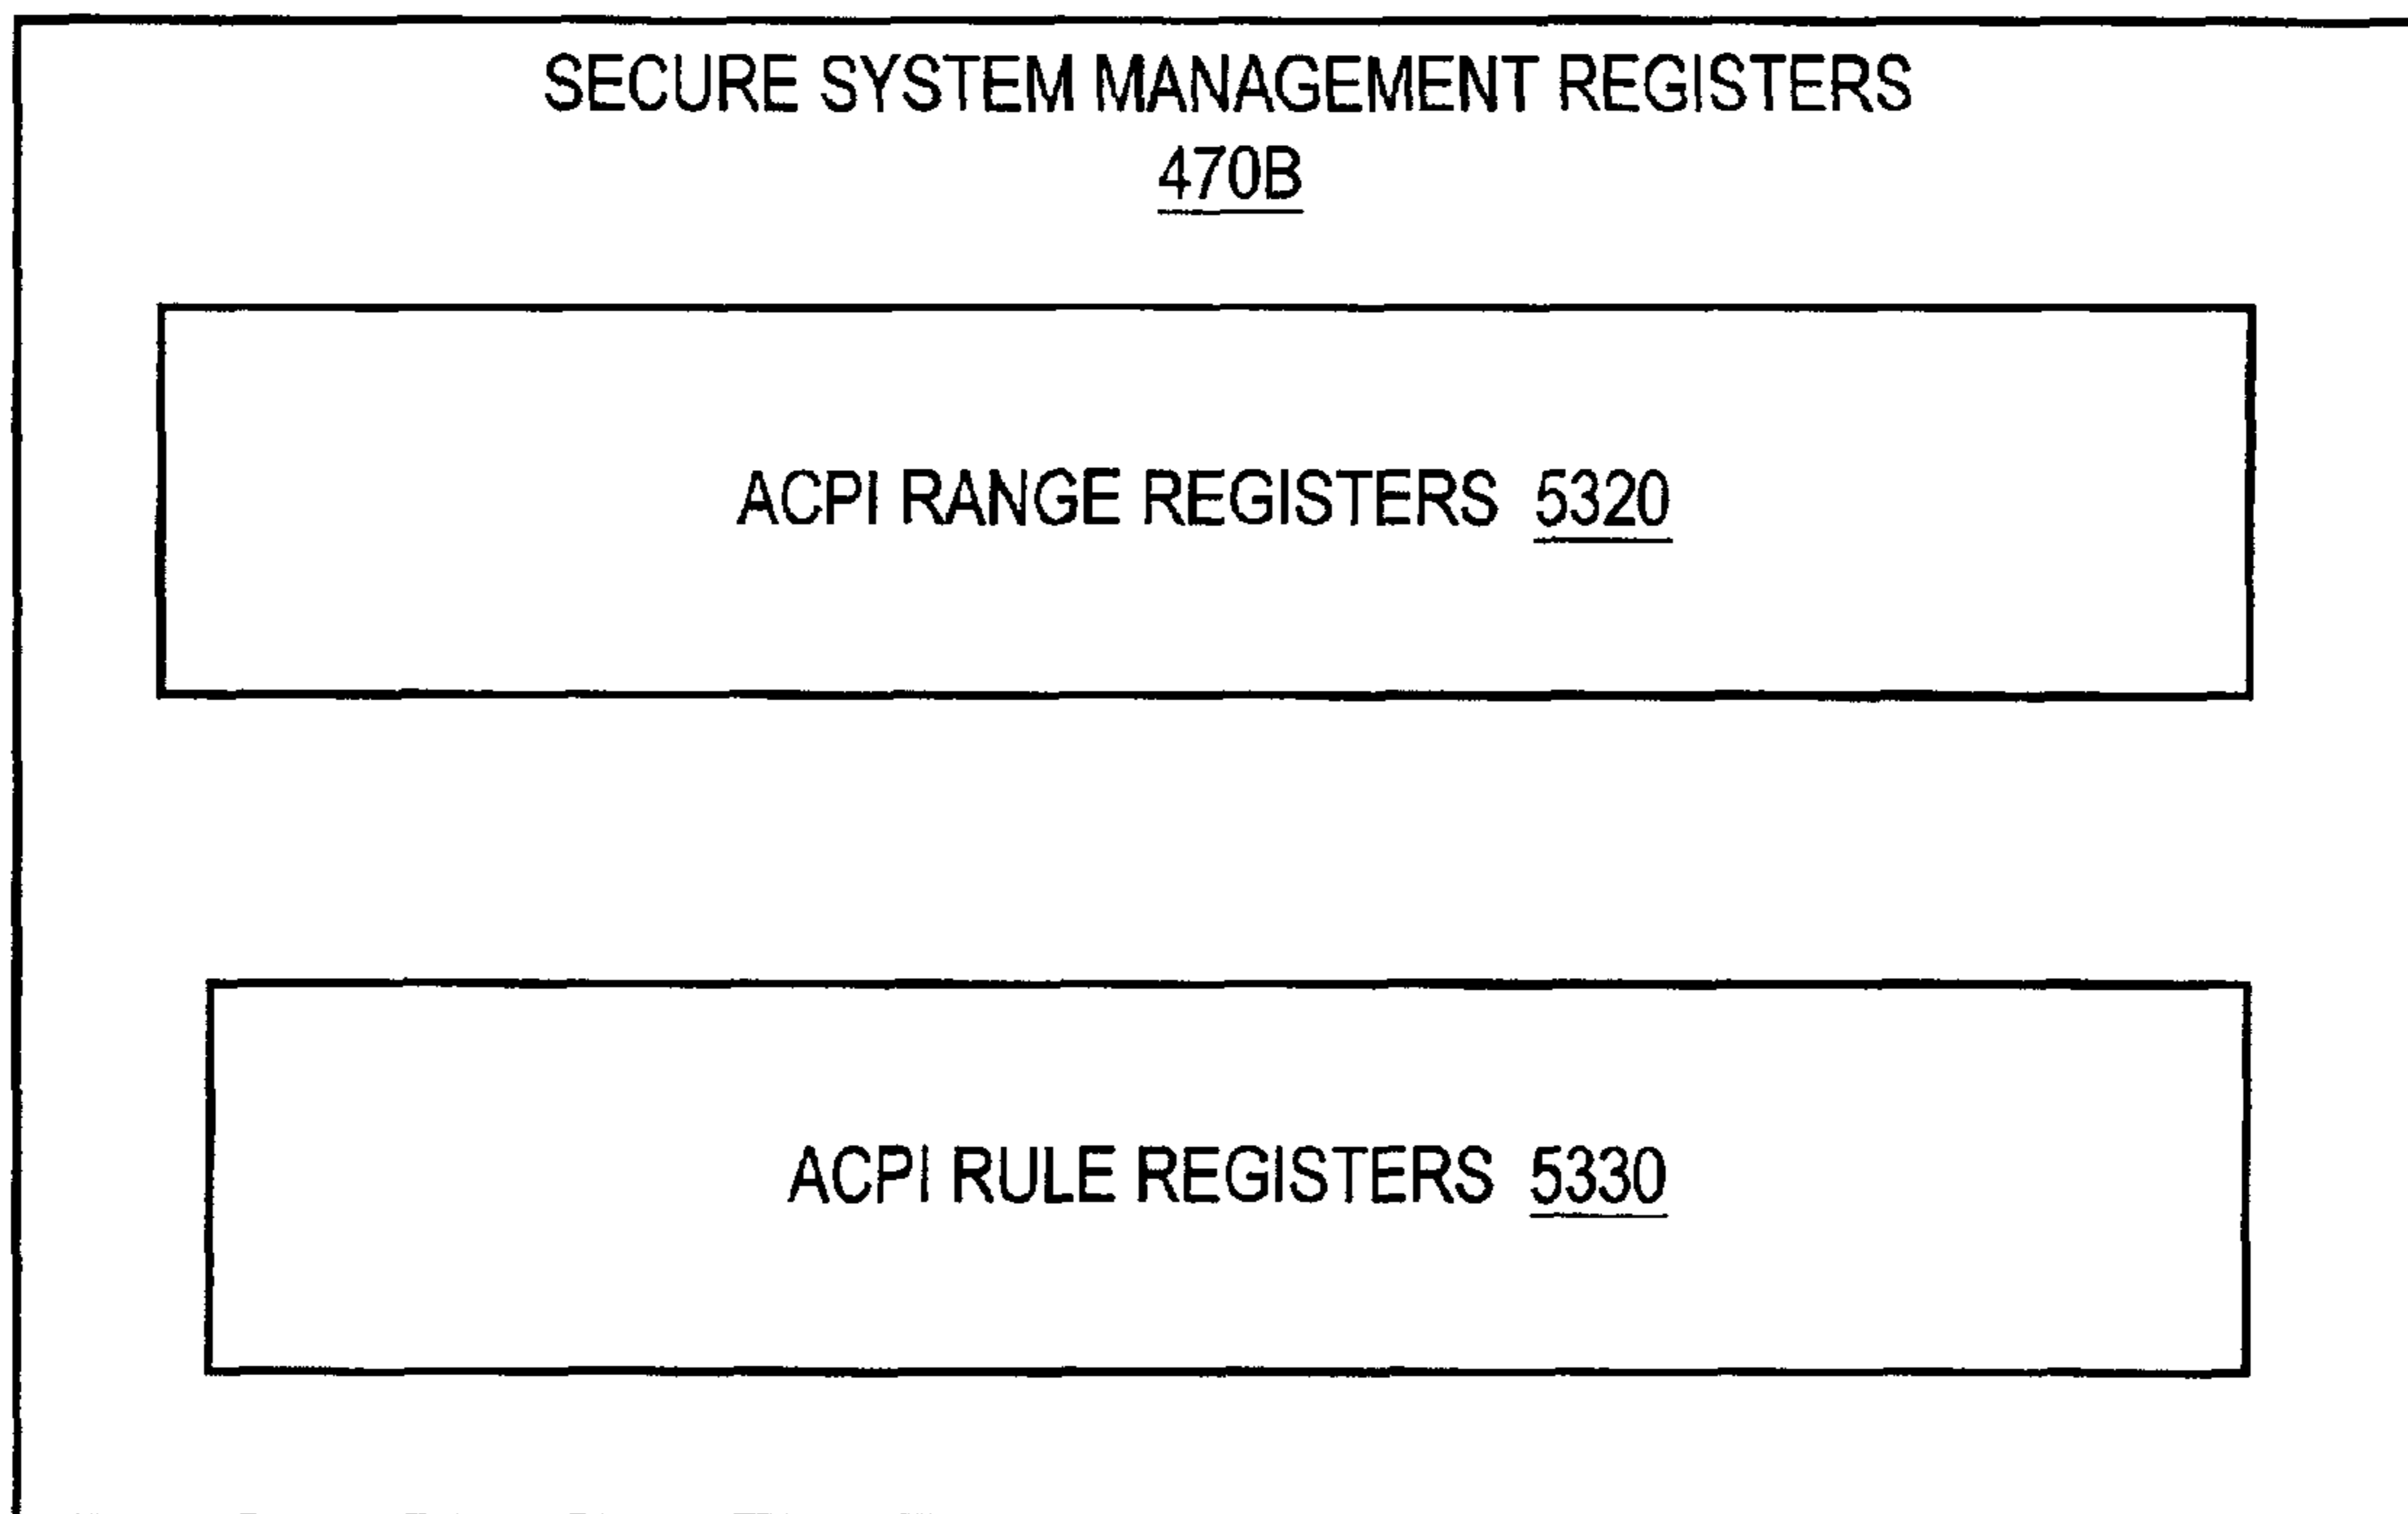 SECURE SYSTEM MANAGEMENT REGISTERS
470B
ACPI RANGE REGISTERS 5320
ACPI RULE REGISTERS 5330